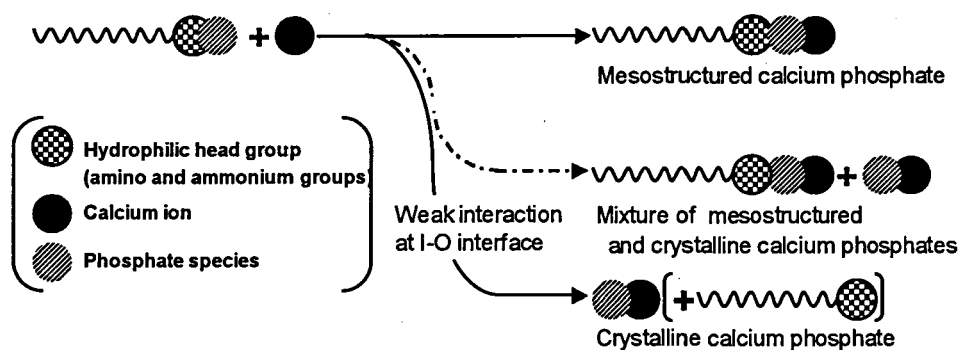 +
Mesostructured calcium phosphate
Hydrophilic head group
(amino and ammonium groups)
Calcium ion
Phosphate species
Weak interaction
at I-O interface
+
Mixture of mesostructured
and crystalline calcium phosphates
[+ ]
Crystalline calcium phosphate